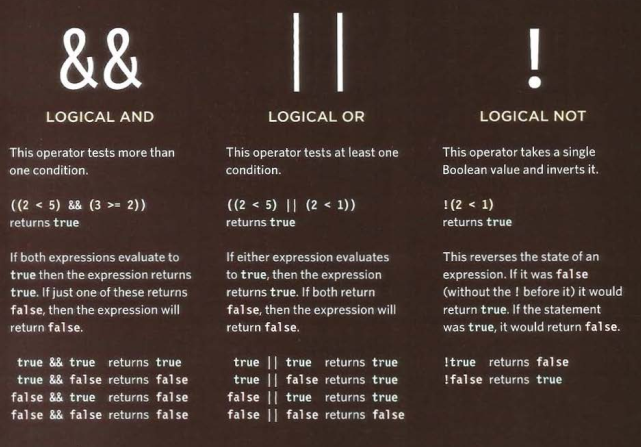 &&
LOGICAL AND
This operator tests more than
one condition.
((2 < 5) && (3 >= 2))
returns true
If both expressions evaluate to
true then the expression returns
true. If just one of these returns
false, then the expression will
return false.
true && true returns true
true && false returns false
false && true returns false
false && false returns false
||
LOGICAL OR
This operator tests at least one
condition.
((2 < 5) || (2 < 1))
returns true
If either expression evaluates
to true, then the expression
returns true. If both return
false, then the expression will
return false.
true || true returns true
true || false returns true
false || true returns true
false || false returns false
!
LOGICAL NOT
This operator takes a single
Boolean value and inverts it.
!(2 < 1)
returns true
This reverses the state of an
expression. If it was false
(without the ! before it) it would
return true. If the statement
was true, it would return false.
!true returns false
!false returns true